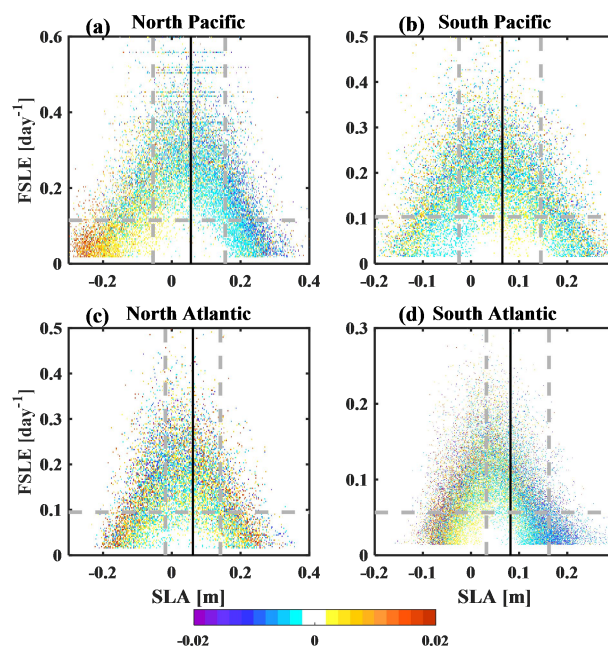 (a) North Pacific
(b) South Pacific
FSLE [day-1]
0.6
0.4
0.2
0
-0.2 0 0.2 0.4
0.5
0.4
0.3
0.2
0.1
0
-0.2 -0.1 0 0.1 0.2
(c) North Atlantic
(d) South Atlantic
FSLE [day-1]
0.5
0.4
0.3
0.2
0.1
0
-0.2 0 0.2 0.4
SLA [m]
0.3
0.2
0.1
0
-0.2 -0.1 0 0.1 0.2
SLA [m]
-0.02 0 0.02